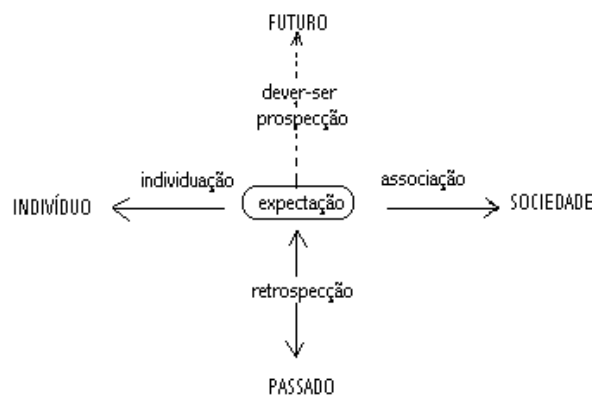 FUTURO
dever-ser
prospecção
individuação
associação
INDIVÍDUO
expectação
SOCIEDADE
retrospecção
PASSADO